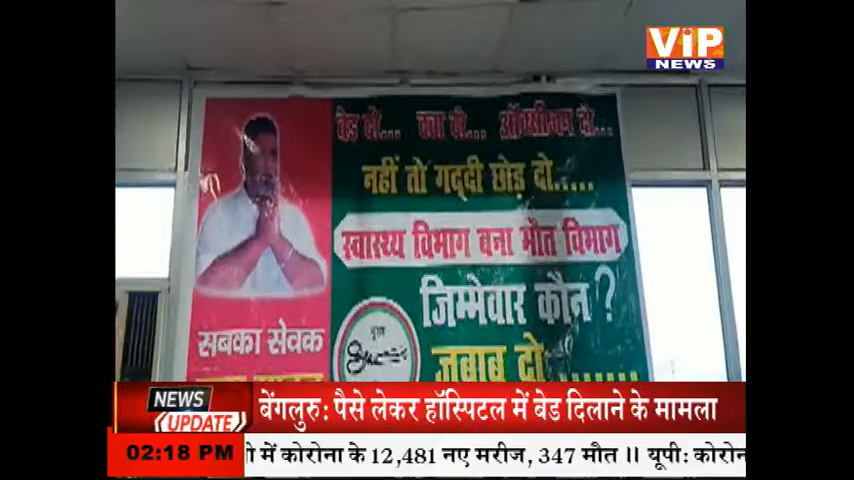 ViP
NEWS
बेड दो... दवा दो... ऑक्सीजन दो...
नहीं तो गद्दी छोड़ दो.....
स्वास्थ्य विभाग बना मौत विभाग
जिम्मेवार कौन ?
जवाब दो.........
सबका सेवक
NEWS
UPDATE
बेंगलुरु: पैसे लेकर हॉस्पिटल में बेड दिलाने के मामला
02:18 PM
में कोरोना के 12,481 नए मरीज, 347 मौत || यूपी: कोरोन